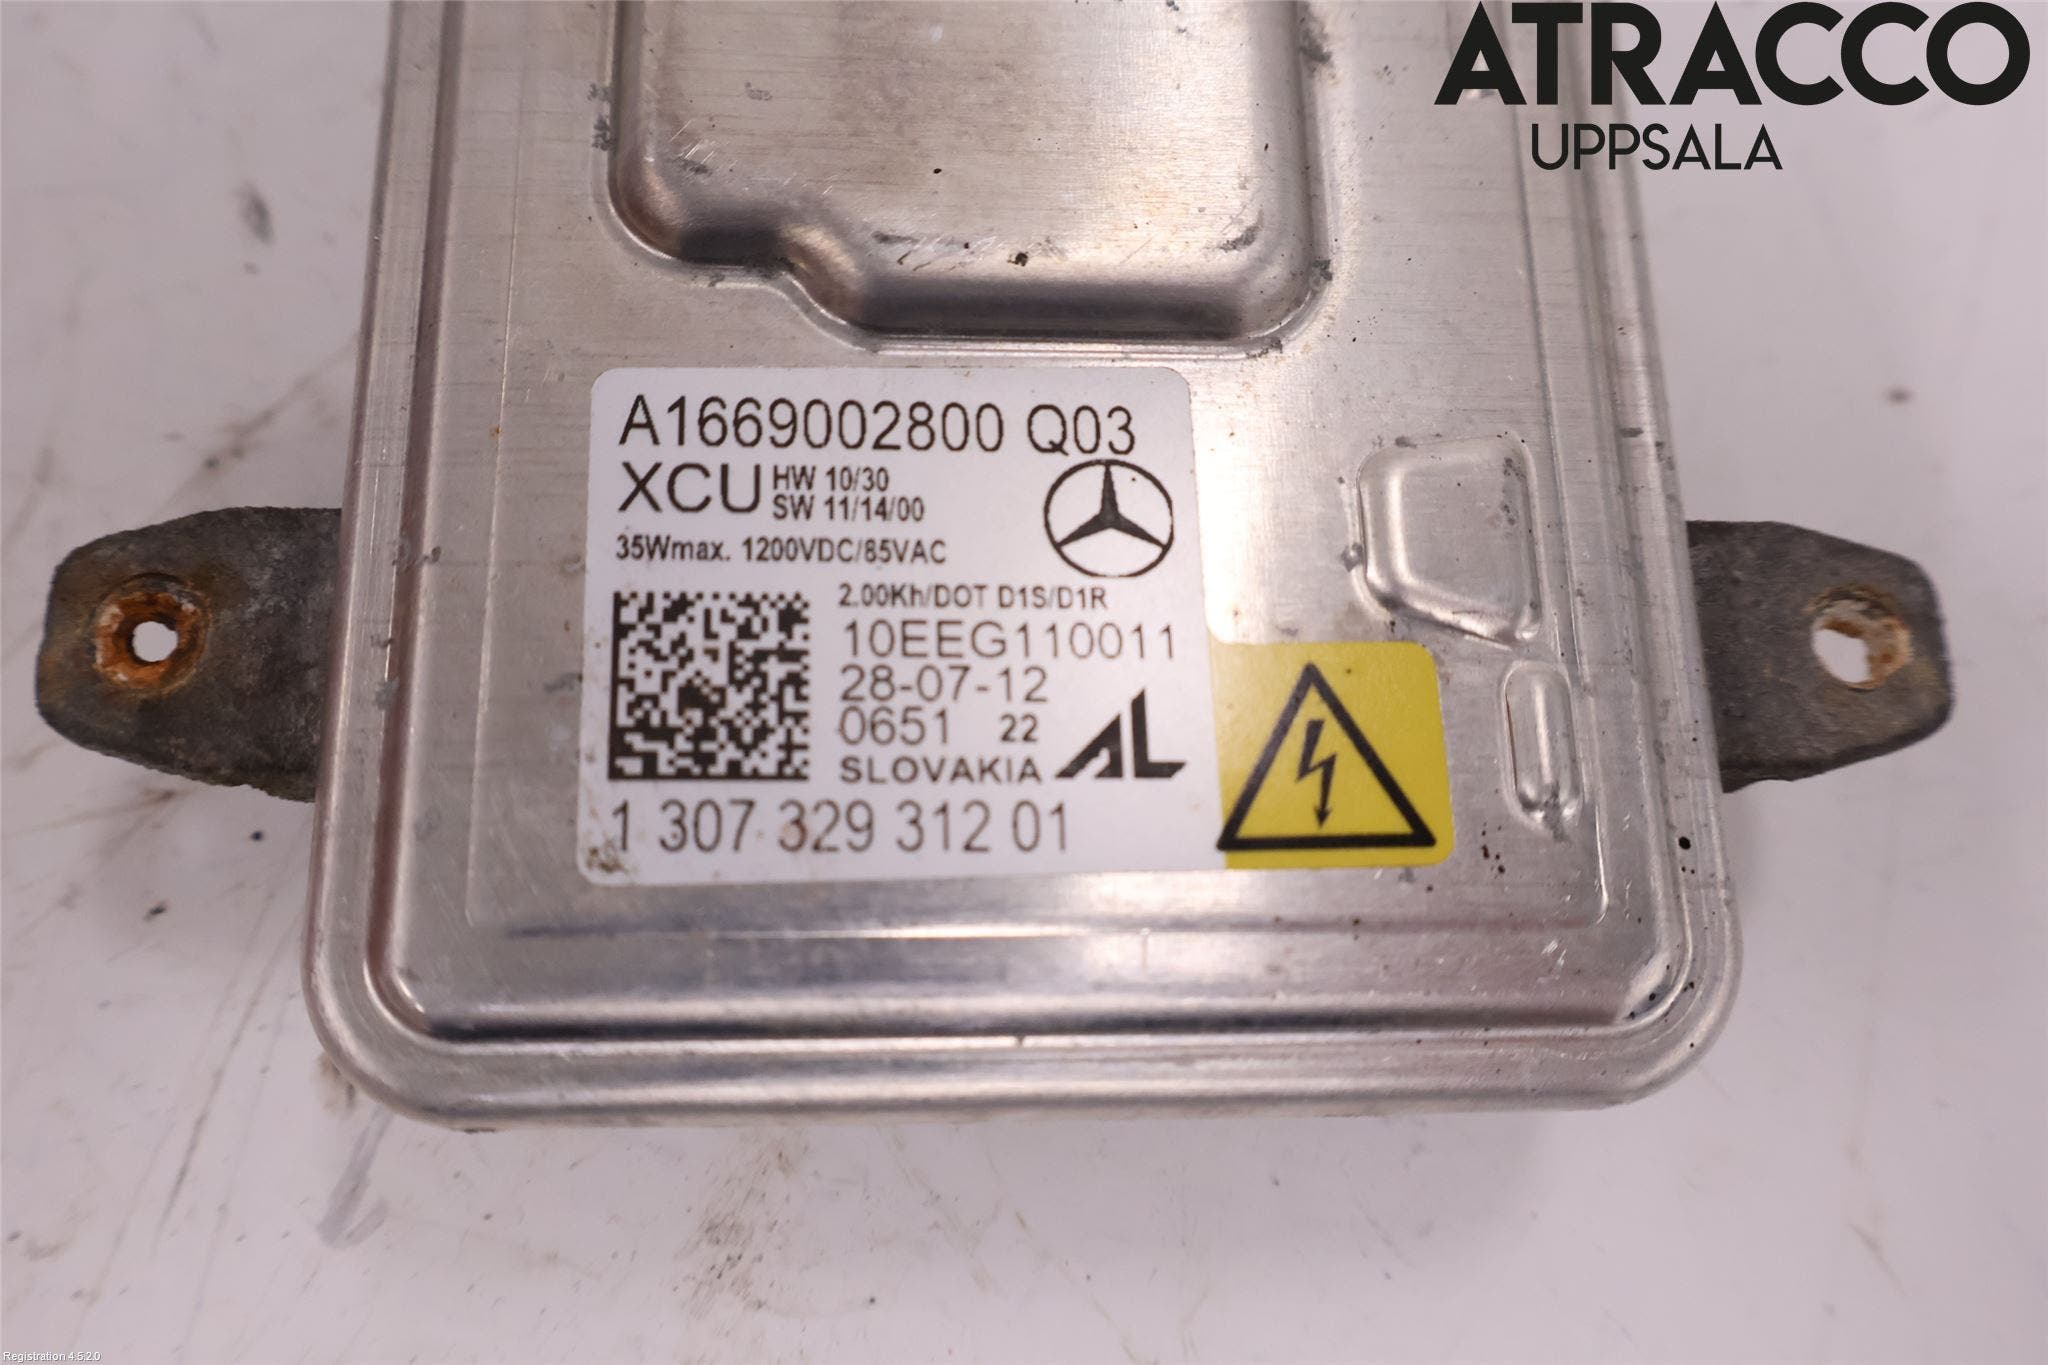 ATRACCO
UPPSALA
A1669002800 Q03
XCU HW 10/30
SW 11/14/00
35Wmax. 1200VDC/85VAC
2.00Kh/DOT D1S/D1R
10EEG110011
28-07-12
0651 22
SLOVAKIA AL
1 307 329 312 01
Registration 4.5.2.0